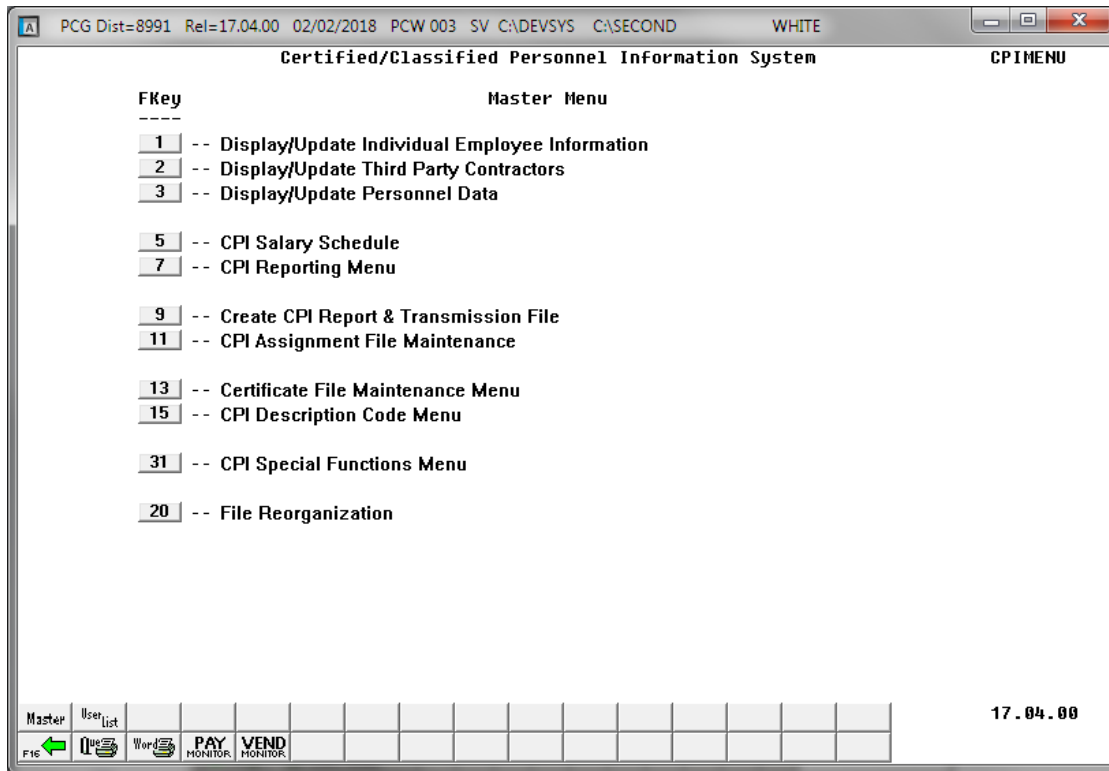 A PCG Dist=8991 Rel=17.04.00 02/02/2018 PCW 003 SV C:\DEVSYS C:\SECOND WHITE
Certified/Classified Personnel Information System CPIMENU
FKey Master Menu
----
1 -- Display/Update Individual Employee Information
2 -- Display/Update Third Party Contractors
3 -- Display/Update Personnel Data
5 -- CPI Salary Schedule
7 -- CPI Reporting Menu
9 -- Create CPI Report & Transmission File
11 -- CPI Assignment File Maintenance
13 -- Certificate File Maintenance Menu
15 -- CPI Description Code Menu
31 -- CPI Special Functions Menu
20 -- File Reorganization
Master User List 17.04.00
F16 Que Word PAY MONITOR VEND MONITOR